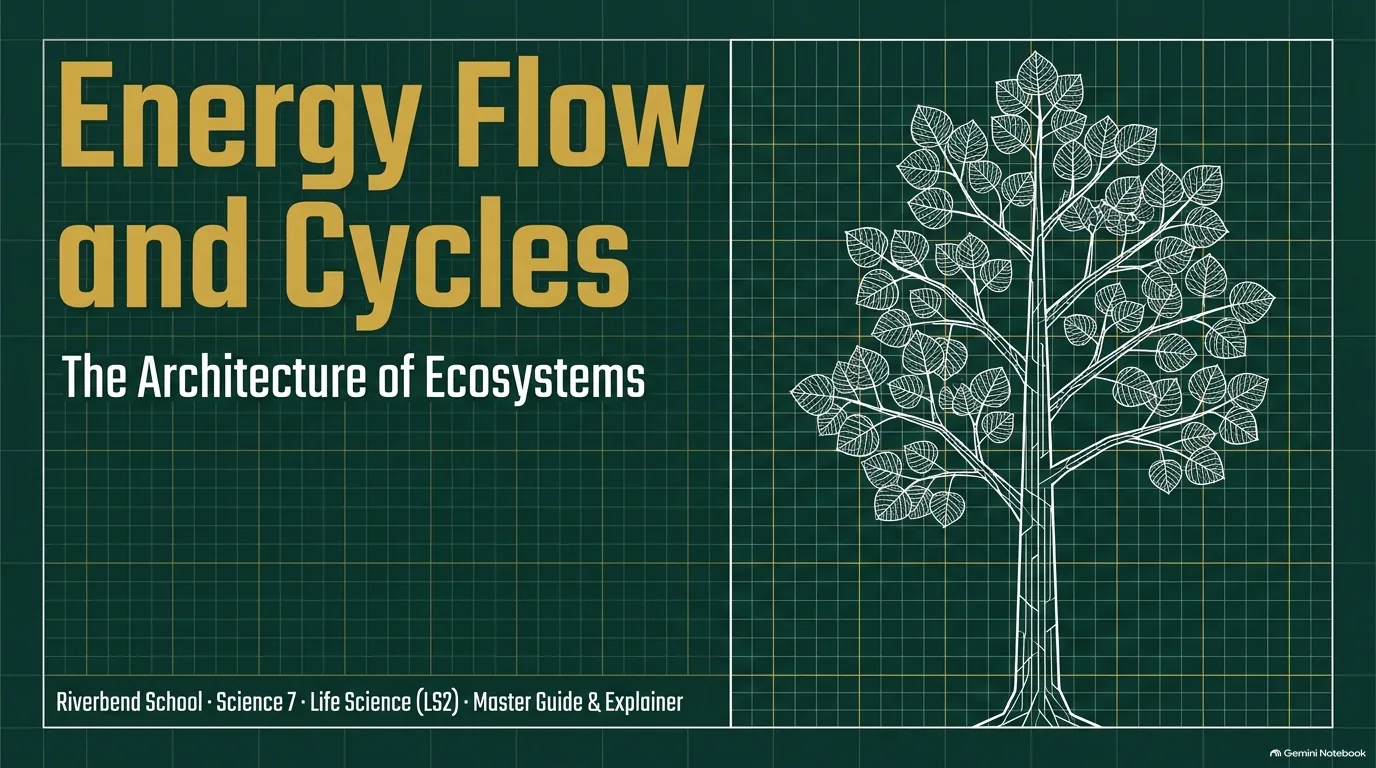 Energy Flow
and Cycles
The Architecture of Ecosystems
Riverbend School · Science 7 · Life Science (LS2) · Master Guide & Explainer
Gemini Notebook